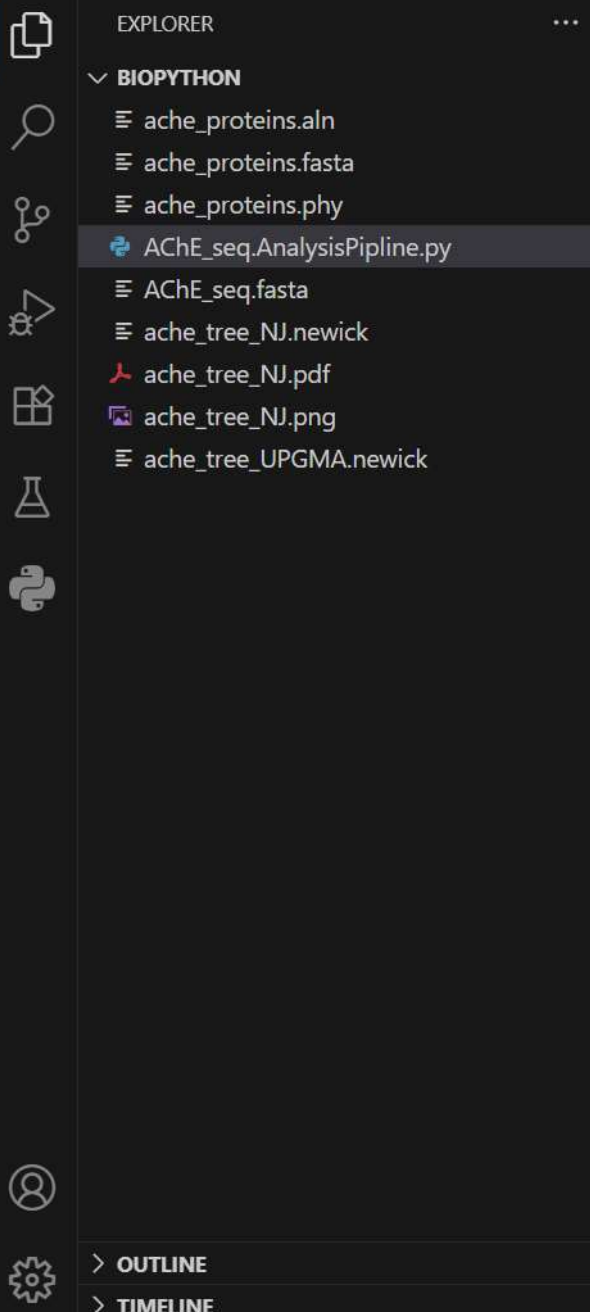 EXPLORER
BIOPYTHON
ache_proteins.aln
ache_proteins.fasta
ache_proteins.phy
AChE_seq.AnalysisPipline.py
AChE_seq.fasta
ache_tree_NJ.newick
ache_tree_NJ.pdf
ache_tree_NJ.png
ache_tree_UPGMA.newick
OUTLINE
TIMELINE